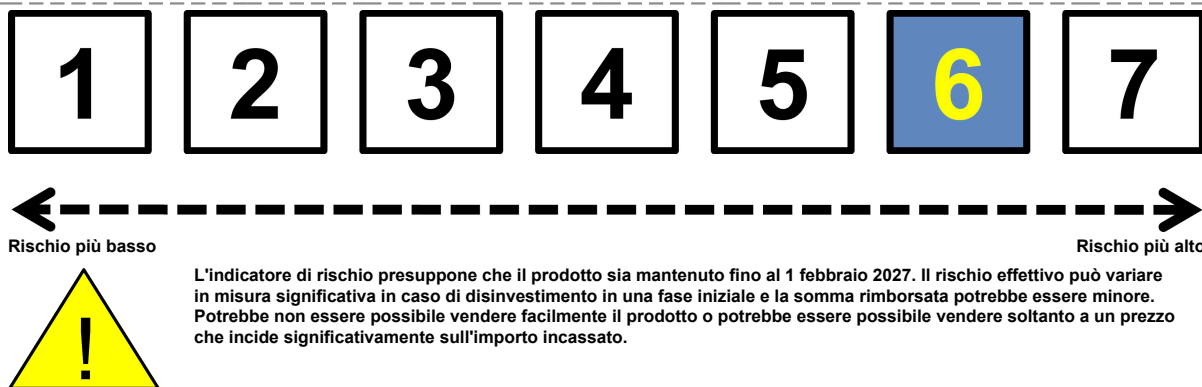 1 2 3 4 5 6 7
Rischio più basso Rischio più alto
!
L'indicatore di rischio presuppone che il prodotto sia mantenuto fino al 1 febbraio 2027. Il rischio effettivo può variare
in misura significativa in caso di disinvestimento in una fase iniziale e la somma rimborsata potrebbe essere minore.
Potrebbe non essere possibile vendere facilmente il prodotto o potrebbe essere possibile vendere soltanto a un prezzo
che incide significativamente sull'importo incassato.